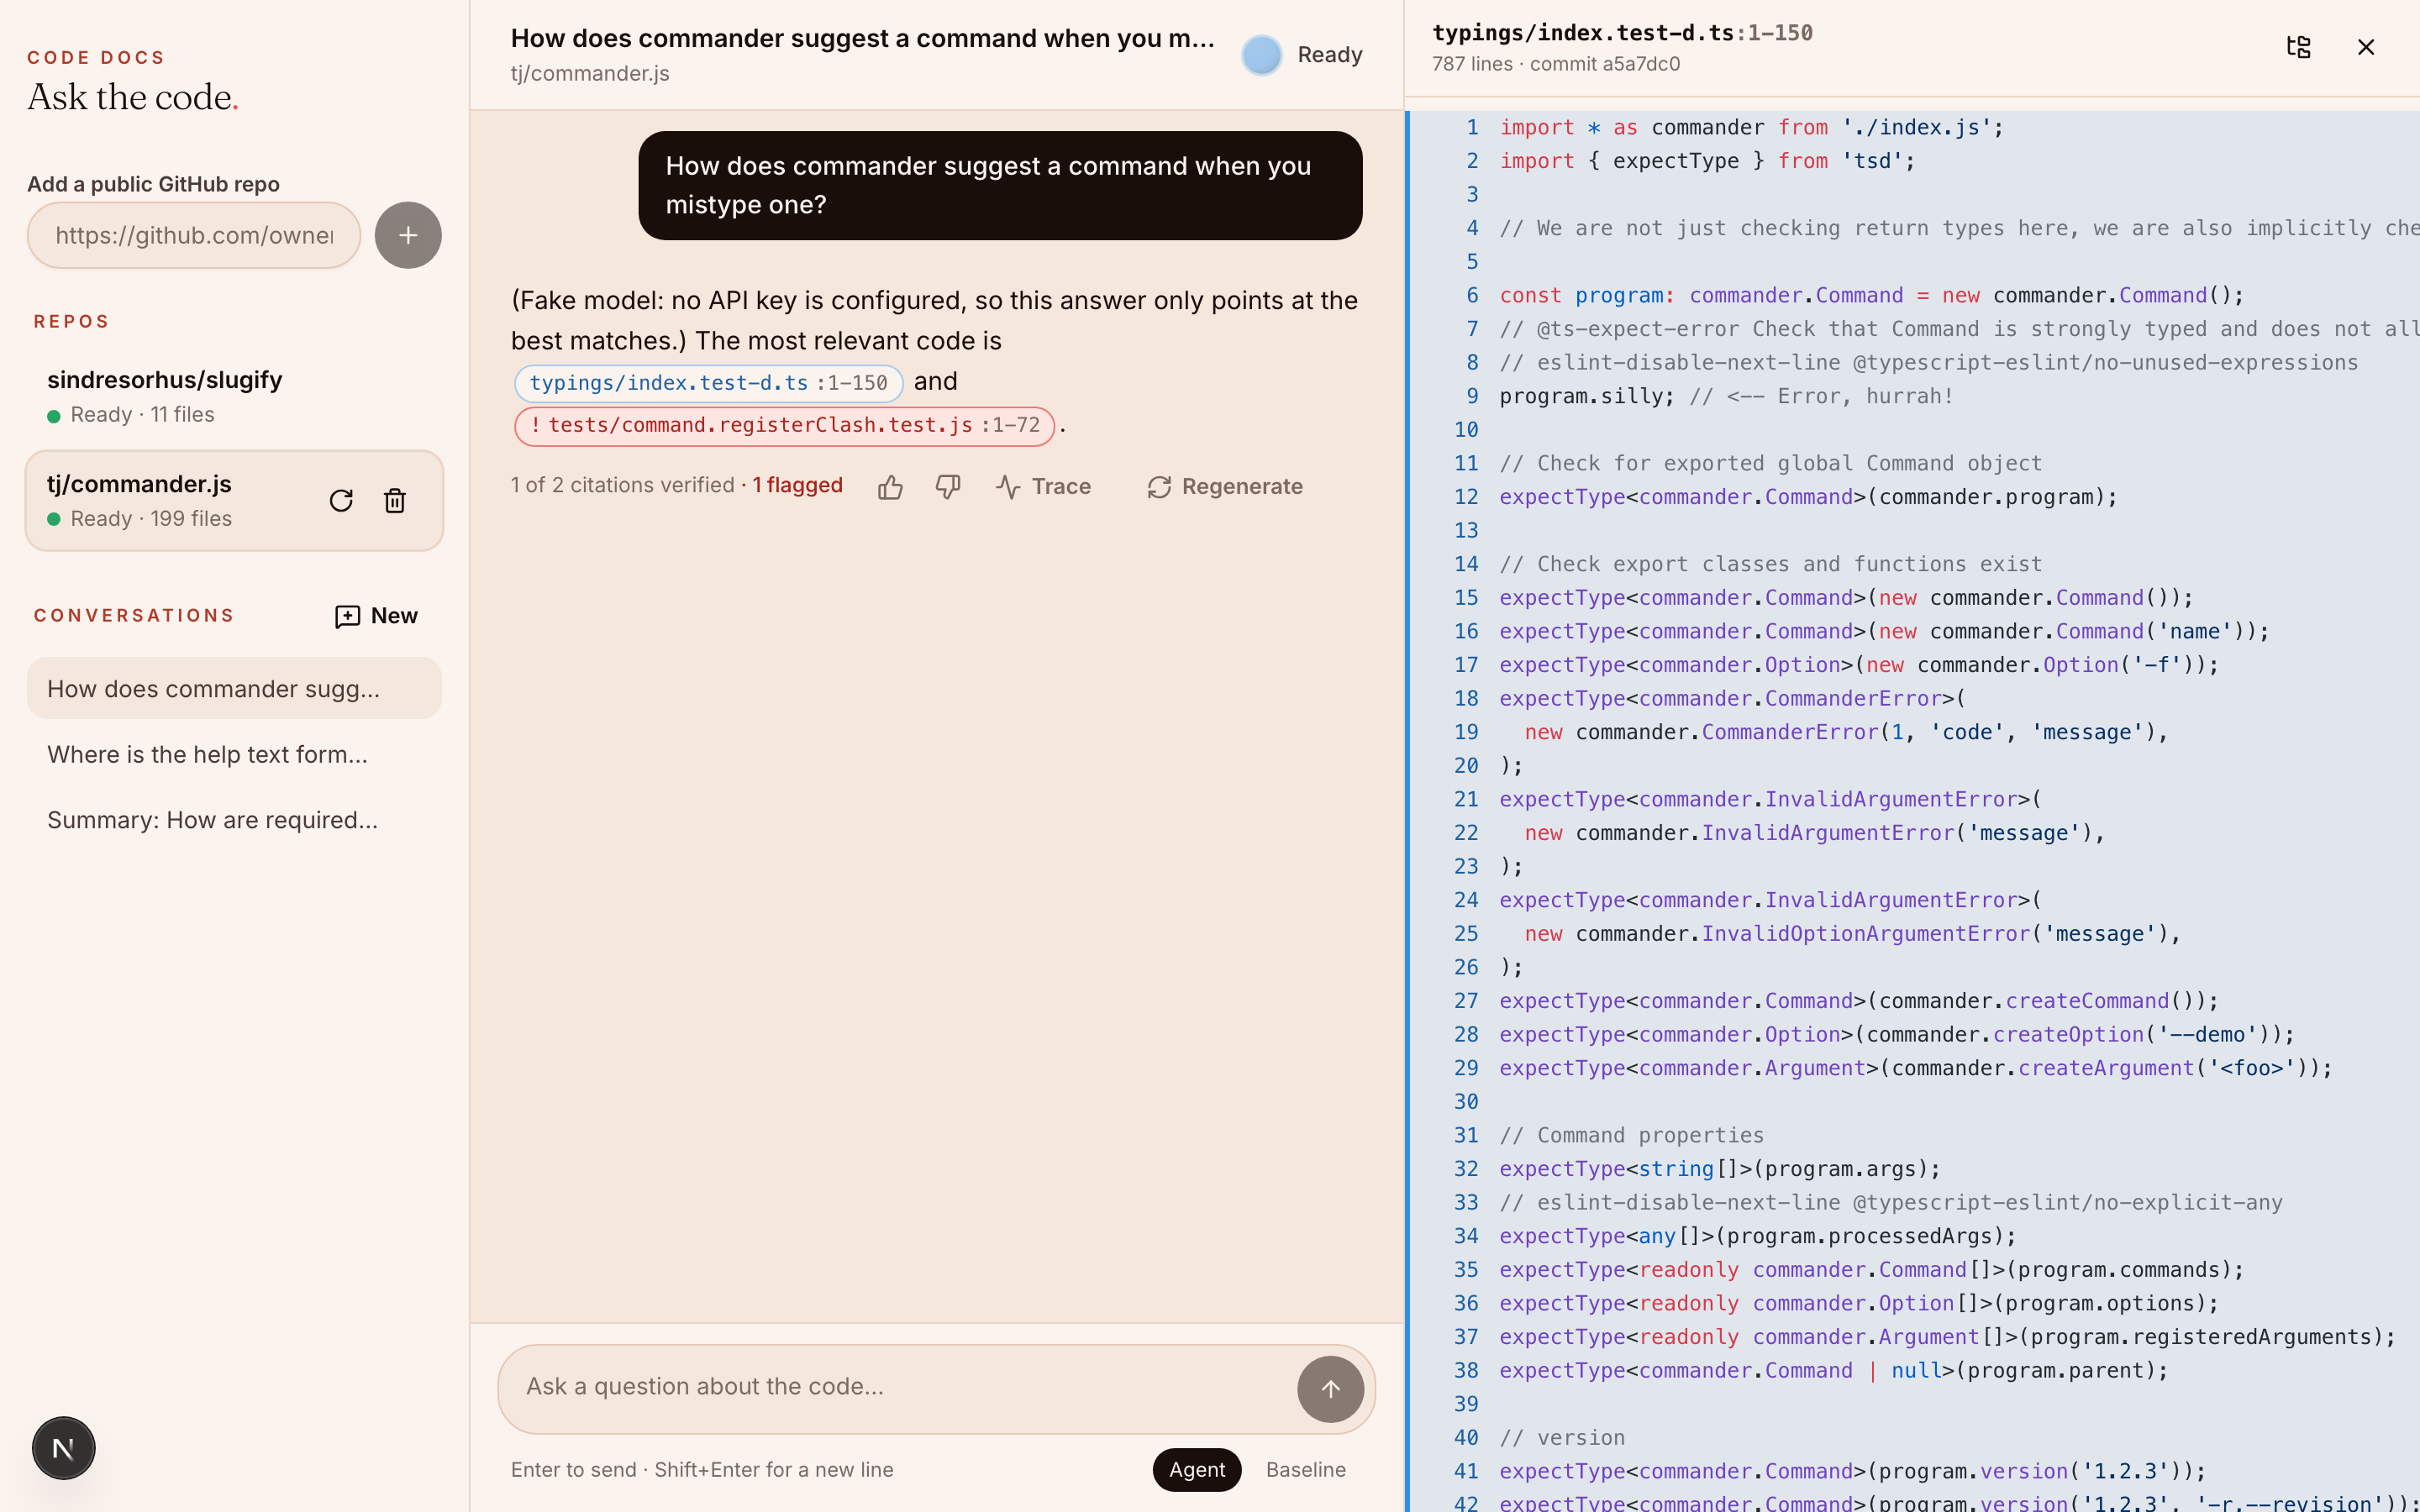 CODE DOCS
Ask the code.
Add a public GitHub repo
https://github.com/owner
REPOS
sindresorhus/slugify
Ready · 11 files
tj/commander.js
Ready · 199 files
CONVERSATIONS
New
How does commander sugg...
Where is the help text form...
Summary: How are required...
N
How does commander suggest a command when you m...
tj/commander.js
Ready
How does commander suggest a command when you
mistype one?
(Fake model: no API key is configured, so this answer only points at the
best matches.) The most relevant code is
typings/index.test-d.ts :1-150 and
! tests/command.registerClash.test.js :1-72 .
1 of 2 citations verified · 1 flagged
Trace
Regenerate
Ask a question about the code...
Enter to send · Shift+Enter for a new line
Agent
Baseline
typings/index.test-d.ts:1-150
787 lines · commit a5a7dc0
1 import * as commander from './index.js';
2 import { expectType } from 'tsd';
3
4 // We are not just checking return types here, we are also implicitly che
5
6 const program: commander.Command = new commander.Command();
7 // @ts-expect-error Check that Command is strongly typed and does not all
8 // eslint-disable-next-line @typescript-eslint/no-unused-expressions
9 program.silly; // <-- Error, hurrah!
10
11 // Check for exported global Command object
12 expectType<commander.Command>(commander.program);
13
14 // Check export classes and functions exist
15 expectType<commander.Command>(new commander.Command());
16 expectType<commander.Command>(new commander.Command('name'));
17 expectType<commander.Option>(new commander.Option('-f'));
18 expectType<commander.CommanderError>(
19   new commander.CommanderError(1, 'code', 'message'),
20 );
21 expectType<commander.InvalidArgumentError>(
22   new commander.InvalidArgumentError('message'),
23 );
24 expectType<commander.InvalidArgumentError>(
25   new commander.InvalidOptionArgumentError('message'),
26 );
27 expectType<commander.Command>(commander.createCommand());
28 expectType<commander.Option>(commander.createOption('--demo'));
29 expectType<commander.Argument>(commander.createArgument('<foo>'));
30
31 // Command properties
32 expectType<string[]>(program.args);
33 // eslint-disable-next-line @typescript-eslint/no-explicit-any
34 expectType<any[]>(program.processedArgs);
35 expectType<readonly commander.Command[]>(program.commands);
36 expectType<readonly commander.Option[]>(program.options);
37 expectType<readonly commander.Argument[]>(program.registeredArguments);
38 expectType<commander.Command | null>(program.parent);
39
40 // version
41 expectType<commander.Command>(program.version('1.2.3'));
42 expectType<commander.Command>(program.version('1.2.3', '-r,--revision'));